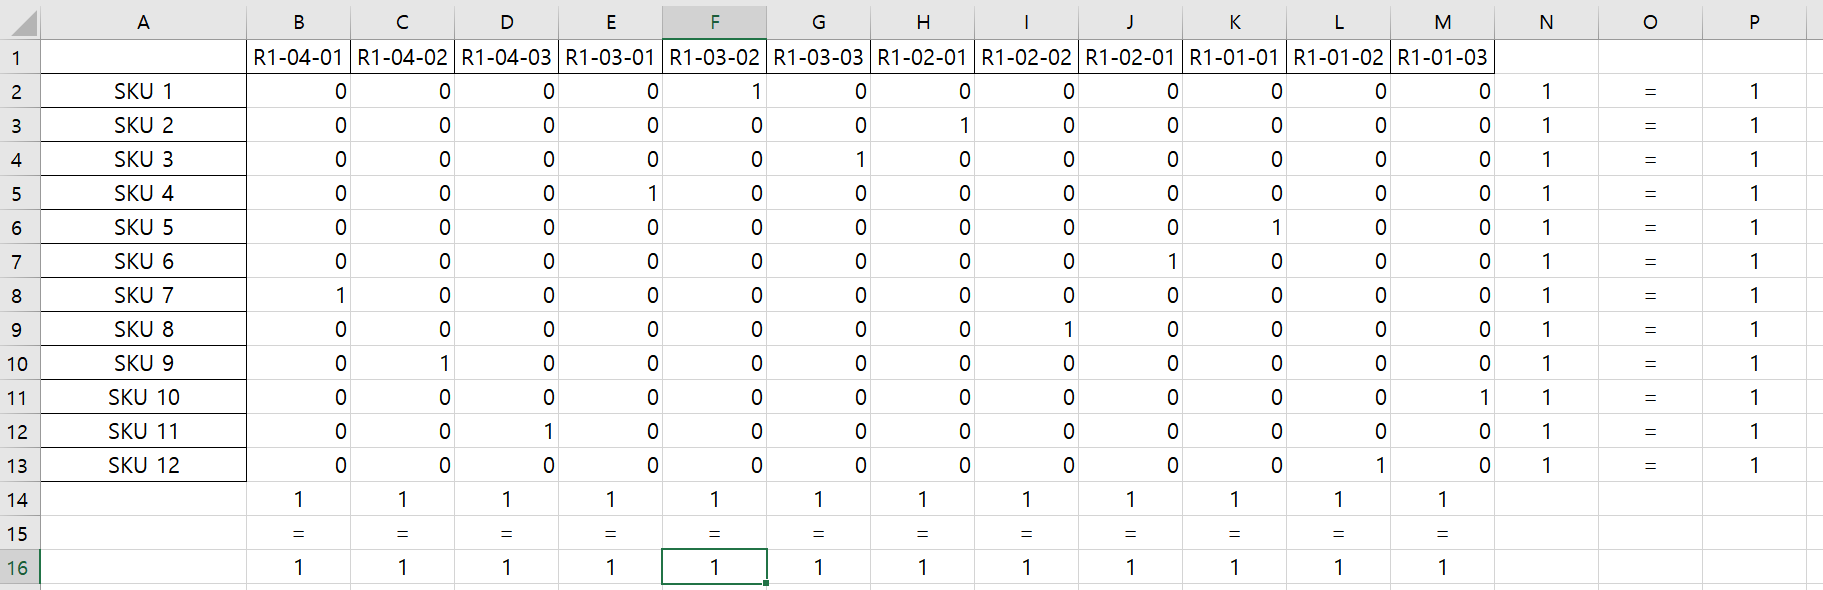 A B C D E F G H I J K L M N O P
1 R1-04-01 R1-04-02 R1-04-03 R1-03-01 R1-03-02 R1-03-03 R1-02-01 R1-02-02 R1-02-01 R1-01-01 R1-01-02 R1-01-03
2 SKU 1 0 0 0 0 1 0 0 0 0 0 0 0 1 = 1
3 SKU 2 0 0 0 0 0 0 1 0 0 0 0 0 1 = 1
4 SKU 3 0 0 0 0 0 1 0 0 0 0 0 0 1 = 1
5 SKU 4 0 0 0 1 0 0 0 0 0 0 0 0 1 = 1
6 SKU 5 0 0 0 0 0 0 0 0 0 1 0 0 1 = 1
7 SKU 6 0 0 0 0 0 0 0 0 1 0 0 0 1 = 1
8 SKU 7 1 0 0 0 0 0 0 0 0 0 0 0 1 = 1
9 SKU 8 0 0 0 0 0 0 0 1 0 0 0 0 1 = 1
10 SKU 9 0 1 0 0 0 0 0 0 0 0 0 0 1 = 1
11 SKU 10 0 0 0 0 0 0 0 0 0 0 0 1 1 = 1
12 SKU 11 0 0 1 0 0 0 0 0 0 0 0 0 1 = 1
13 SKU 12 0 0 0 0 0 0 0 0 0 0 1 0 1 = 1
14 1 1 1 1 1 1 1 1 1 1 1 1
15 = = = = = = = = = = = =
16 1 1 1 1 1 1 1 1 1 1 1 1